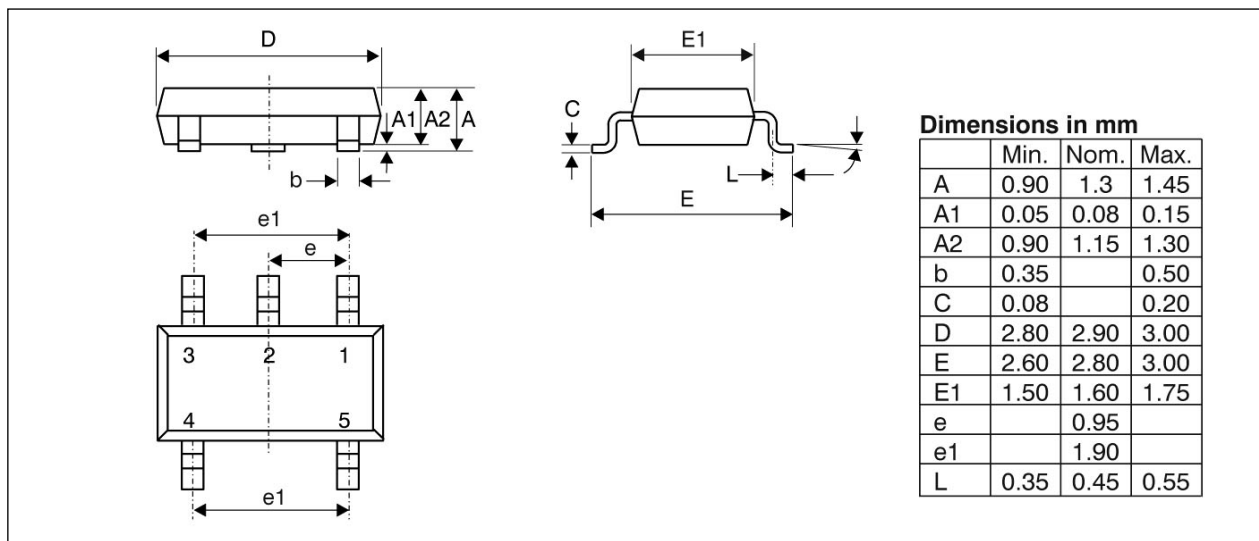 D
A1 A2 A
b
E1
C
L
E
e1
e
3 2 1
4 5
e1
Dimensions in mm
Min. Nom. Max.
A 0.90 1.3 1.45
A1 0.05 0.08 0.15
A2 0.90 1.15 1.30
b 0.35 0.50
C 0.08 0.20
D 2.80 2.90 3.00
E 2.60 2.80 3.00
E1 1.50 1.60 1.75
e 0.95
e1 1.90
L 0.35 0.45 0.55